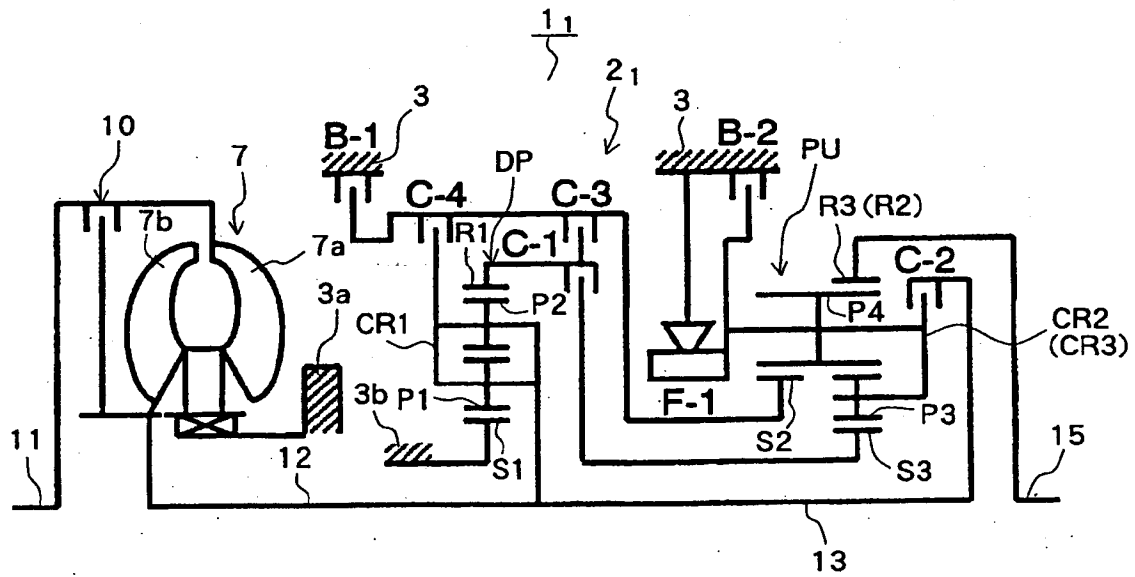 1₁
2₁
3
3
10
B-1
B-2
PU
DP
7
C-4
C-3
R3 (R2)
7b
7a
R1
C-1
C-2
P2
P4
3a
CR1
CR2
(CR3)
3b
P1
F-1
S2
P3
S1
S3
11
12
15
13